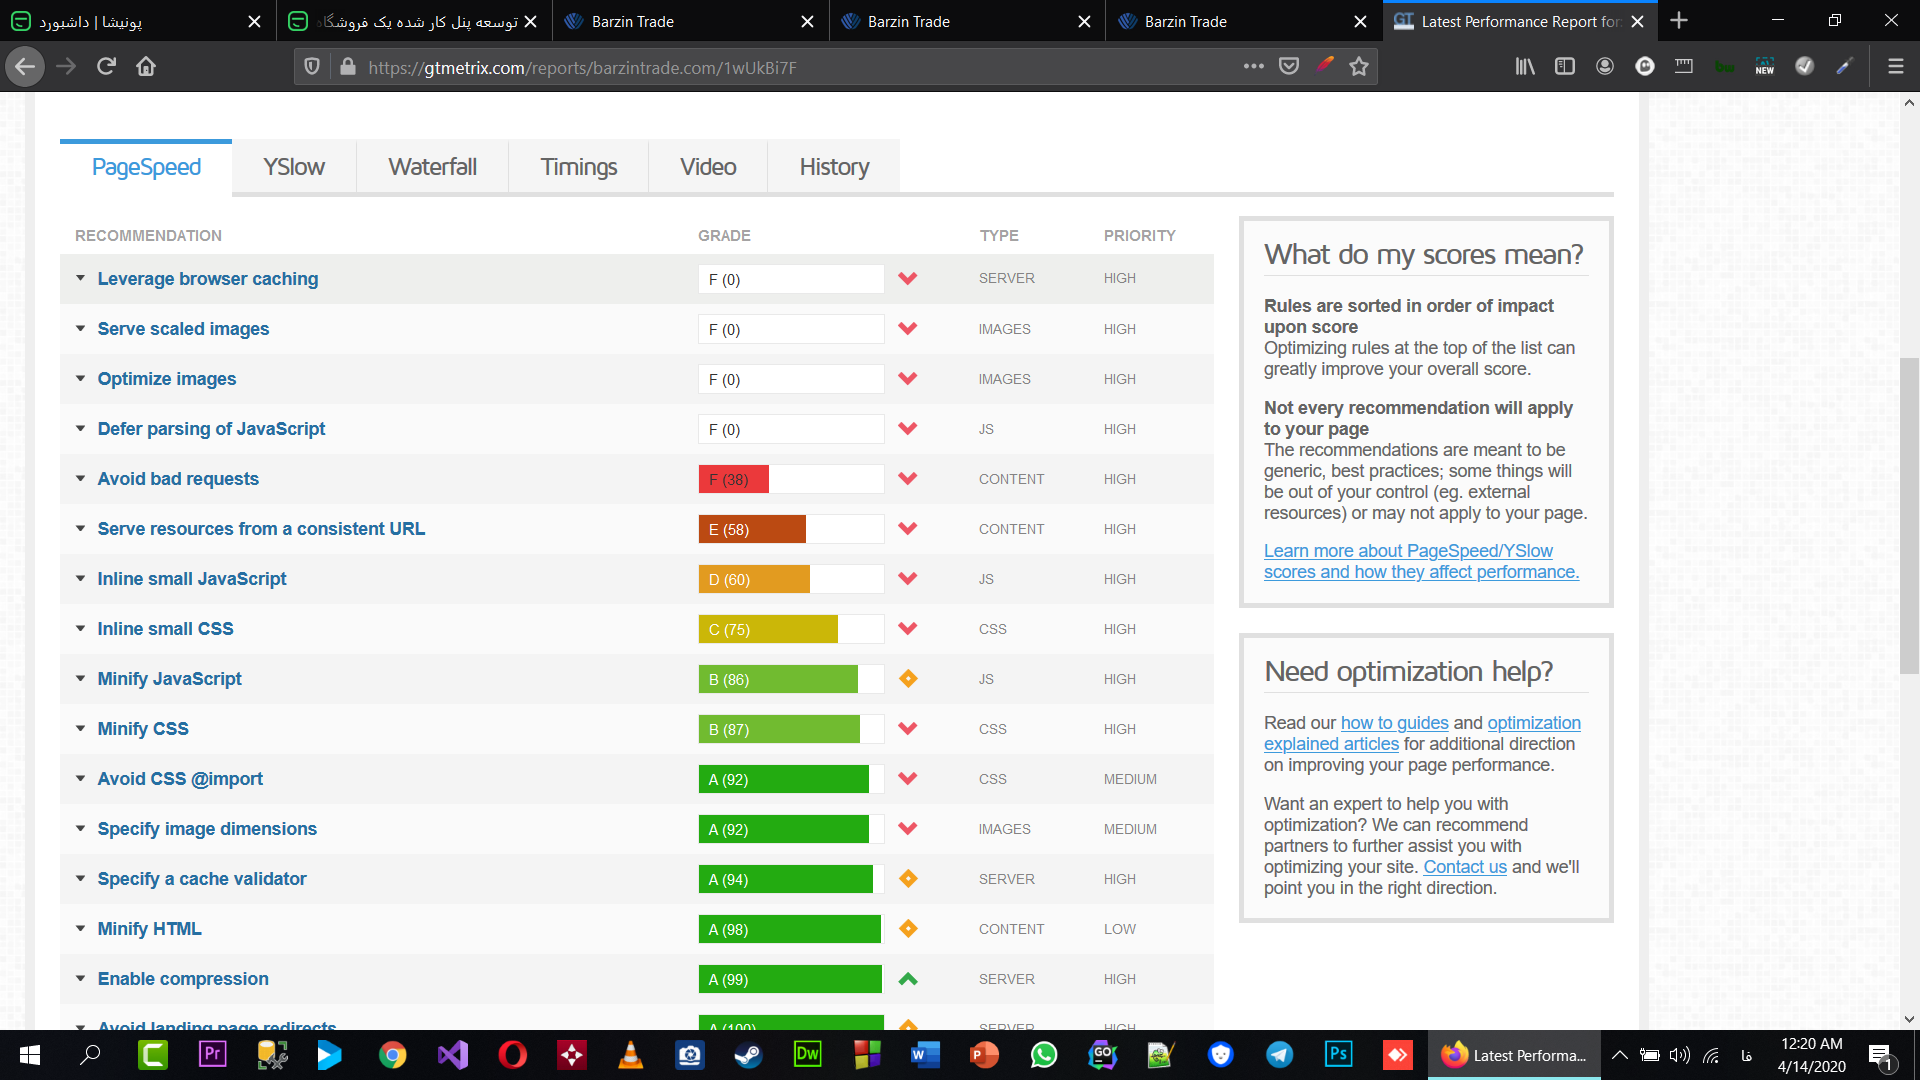 پونیشا | داشبورد
توسعه پنل کار شده یک فروشگاه
Barzin Trade
Barzin Trade
Barzin Trade
Latest Performance Report for:
https://gtmetrix.com/reports/barzintrade.com/1wUkBi7F
NEW
PageSpeed
YSlow
Waterfall
Timings
Video
History
RECOMMENDATION GRADE TYPE PRIORITY
Leverage browser caching F (0) SERVER HIGH
Serve scaled images F (0) IMAGES HIGH
Optimize images F (0) IMAGES HIGH
Defer parsing of JavaScript F (0) JS HIGH
Avoid bad requests F (38) CONTENT HIGH
Serve resources from a consistent URL E (58) CONTENT HIGH
Inline small JavaScript D (60) JS HIGH
Inline small CSS C (75) CSS HIGH
Minify JavaScript B (86) JS HIGH
Minify CSS B (87) CSS HIGH
Avoid CSS @import A (92) CSS MEDIUM
Specify image dimensions A (92) IMAGES MEDIUM
Specify a cache validator A (94) SERVER HIGH
Minify HTML A (98) CONTENT LOW
Enable compression A (99) SERVER HIGH
Avoid landing page redirects A (100) SERVER HIGH
What do my scores mean?
Rules are sorted in order of impact
upon score
Optimizing rules at the top of the list can
greatly improve your overall score.
Not every recommendation will apply
to your page
The recommendations are meant to be
generic, best practices; some things will
be out of your control (eg. external
resources) or may not apply to your page.
Learn more about PageSpeed/YSlow
scores and how they affect performance.
Need optimization help?
Read our how to guides and optimization
explained articles for additional direction
on improving your page performance.
Want an expert to help you with
optimization? We can recommend
partners to further assist you with
optimizing your site. Contact us and we'll
point you in the right direction.
Pr
Dw
GO
Ps
Latest Performa...
فا
12:20 AM
4/14/2020
1